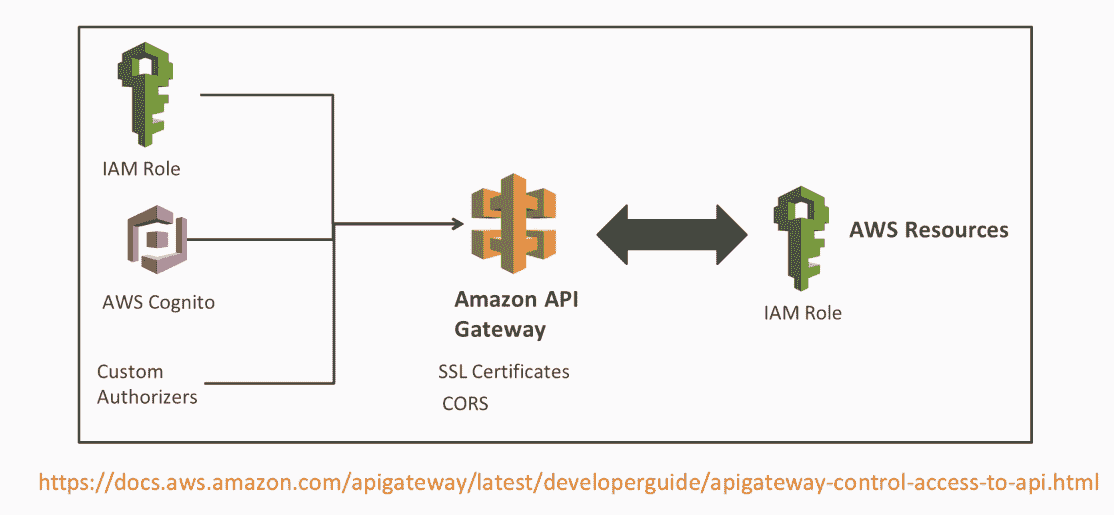 IAM Role
AWS Cognito
Custom
Authorizers
Amazon API
Gateway
SSL Certificates
CORS
IAM Role
AWS Resources
https://docs.aws.amazon.com/apigateway/latest/developerguide/apigateway-control-access-to-api.html